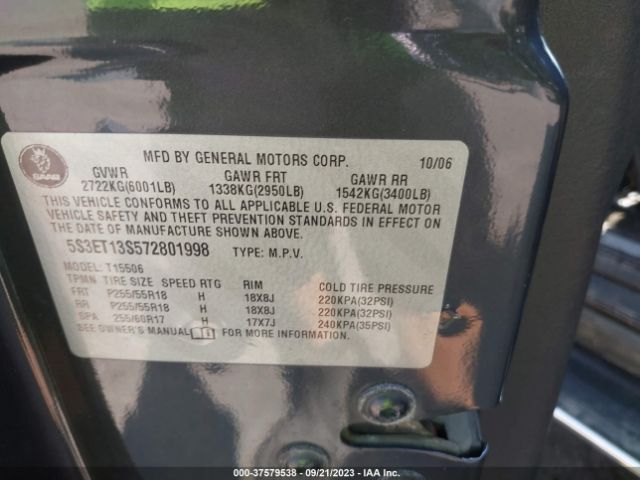 MFD BY GENERAL MOTORS CORP. 10/06
SAAB
GVWR GAWR FRT GAWR RR
2722KG(6001LB) 1338KG(2950LB) 1542KG(3400LB)
THIS VEHICLE CONFORMS TO ALL APPLICABLE U.S. FEDERAL MOTOR
VEHICLE SAFETY AND THEFT PREVENTION STANDARDS IN EFFECT ON
THE DATE OF MANUFACTURE SHOWN ABOVE.
5S3ET13S572801998 TYPE: M.P.V.
MODEL: T15506
TPMN TIRE SIZE SPEED RTG RIM COLD TIRE PRESSURE
FRT P255/55R18 H 18X8J 220KPA(32PSI)
RR P255/55R18 H 18X8J 220KPA(32PSI)
SPA 255/60R17 H 17X7J 240KPA(35PSI)
SEE OWNER'S MANUAL FOR MORE INFORMATION.
000-37579538 - 09/21/2023 - IAA Inc.